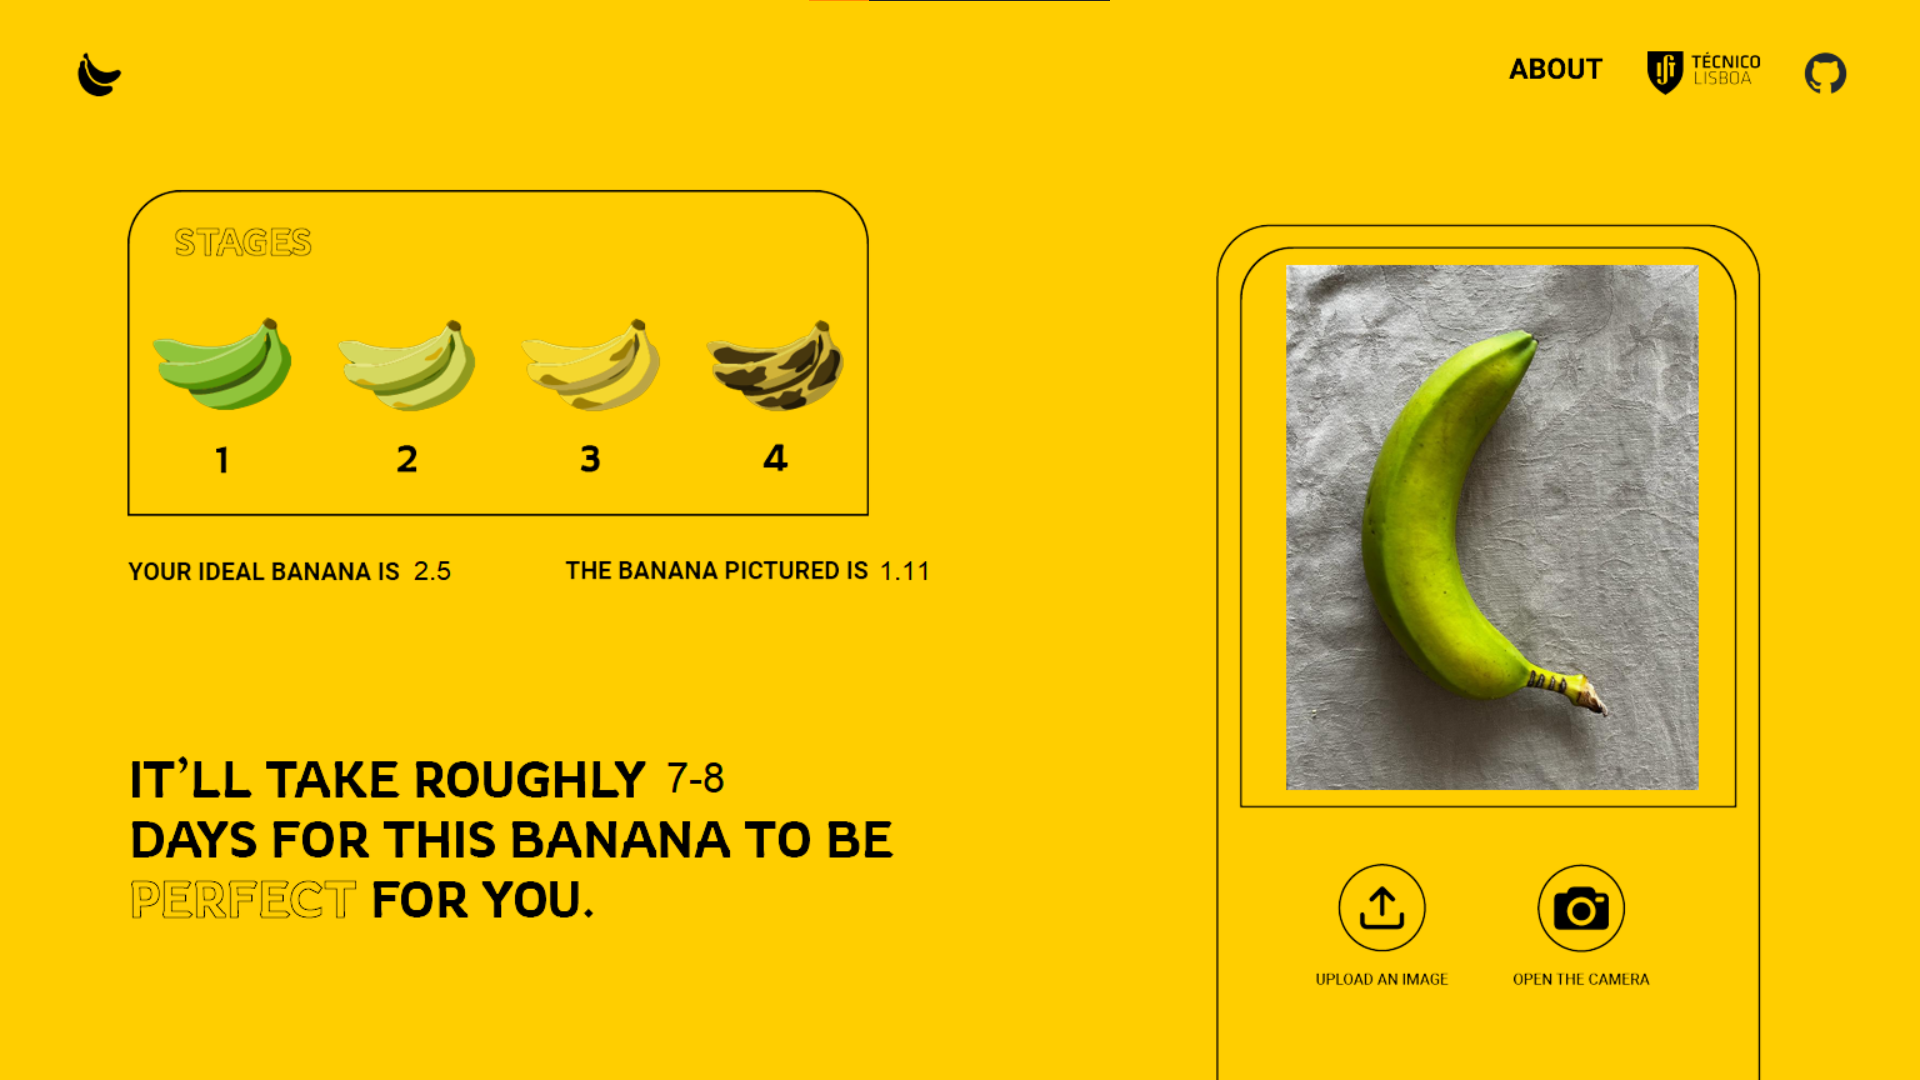 ABOUT
TÉCNICO
LISBOA
STAGES
1 2 3 4
YOUR IDEAL BANANA IS 2.5
THE BANANA PICTURED IS 1.11
IT'LL TAKE ROUGHLY 7-8
DAYS FOR THIS BANANA TO BE
PERFECT FOR YOU.
UPLOAD AN IMAGE
OPEN THE CAMERA